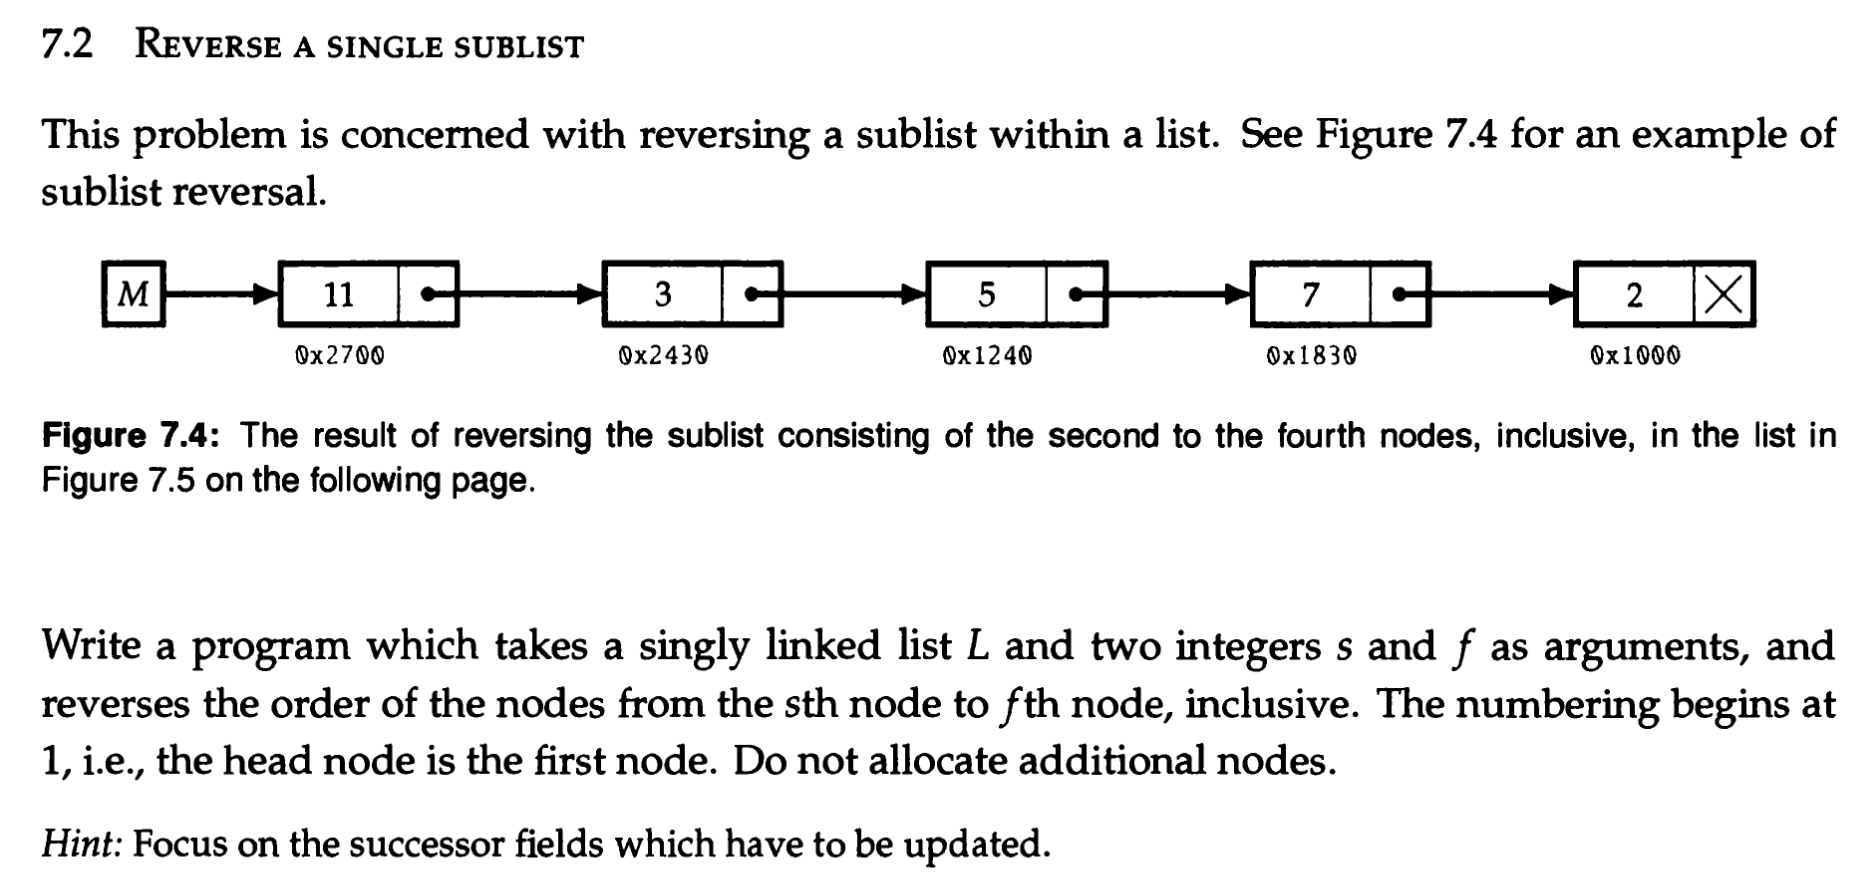 7.2 REVERSE A SINGLE SUBLIST
This problem is concerned with reversing a sublist within a list. See Figure 7.4 for an example of
sublist reversal.
M 11 3 5 7 2
0x2700 0x2430 0x1240 0x1830 0x1000
Figure 7.4: The result of reversing the sublist consisting of the second to the fourth nodes, inclusive, in the list in
Figure 7.5 on the following page.
Write a program which takes a singly linked list L and two integers s and f as arguments, and
reverses the order of the nodes from the sth node to fth node, inclusive. The numbering begins at
1, i.e., the head node is the first node. Do not allocate additional nodes.
Hint: Focus on the successor fields which have to be updated.